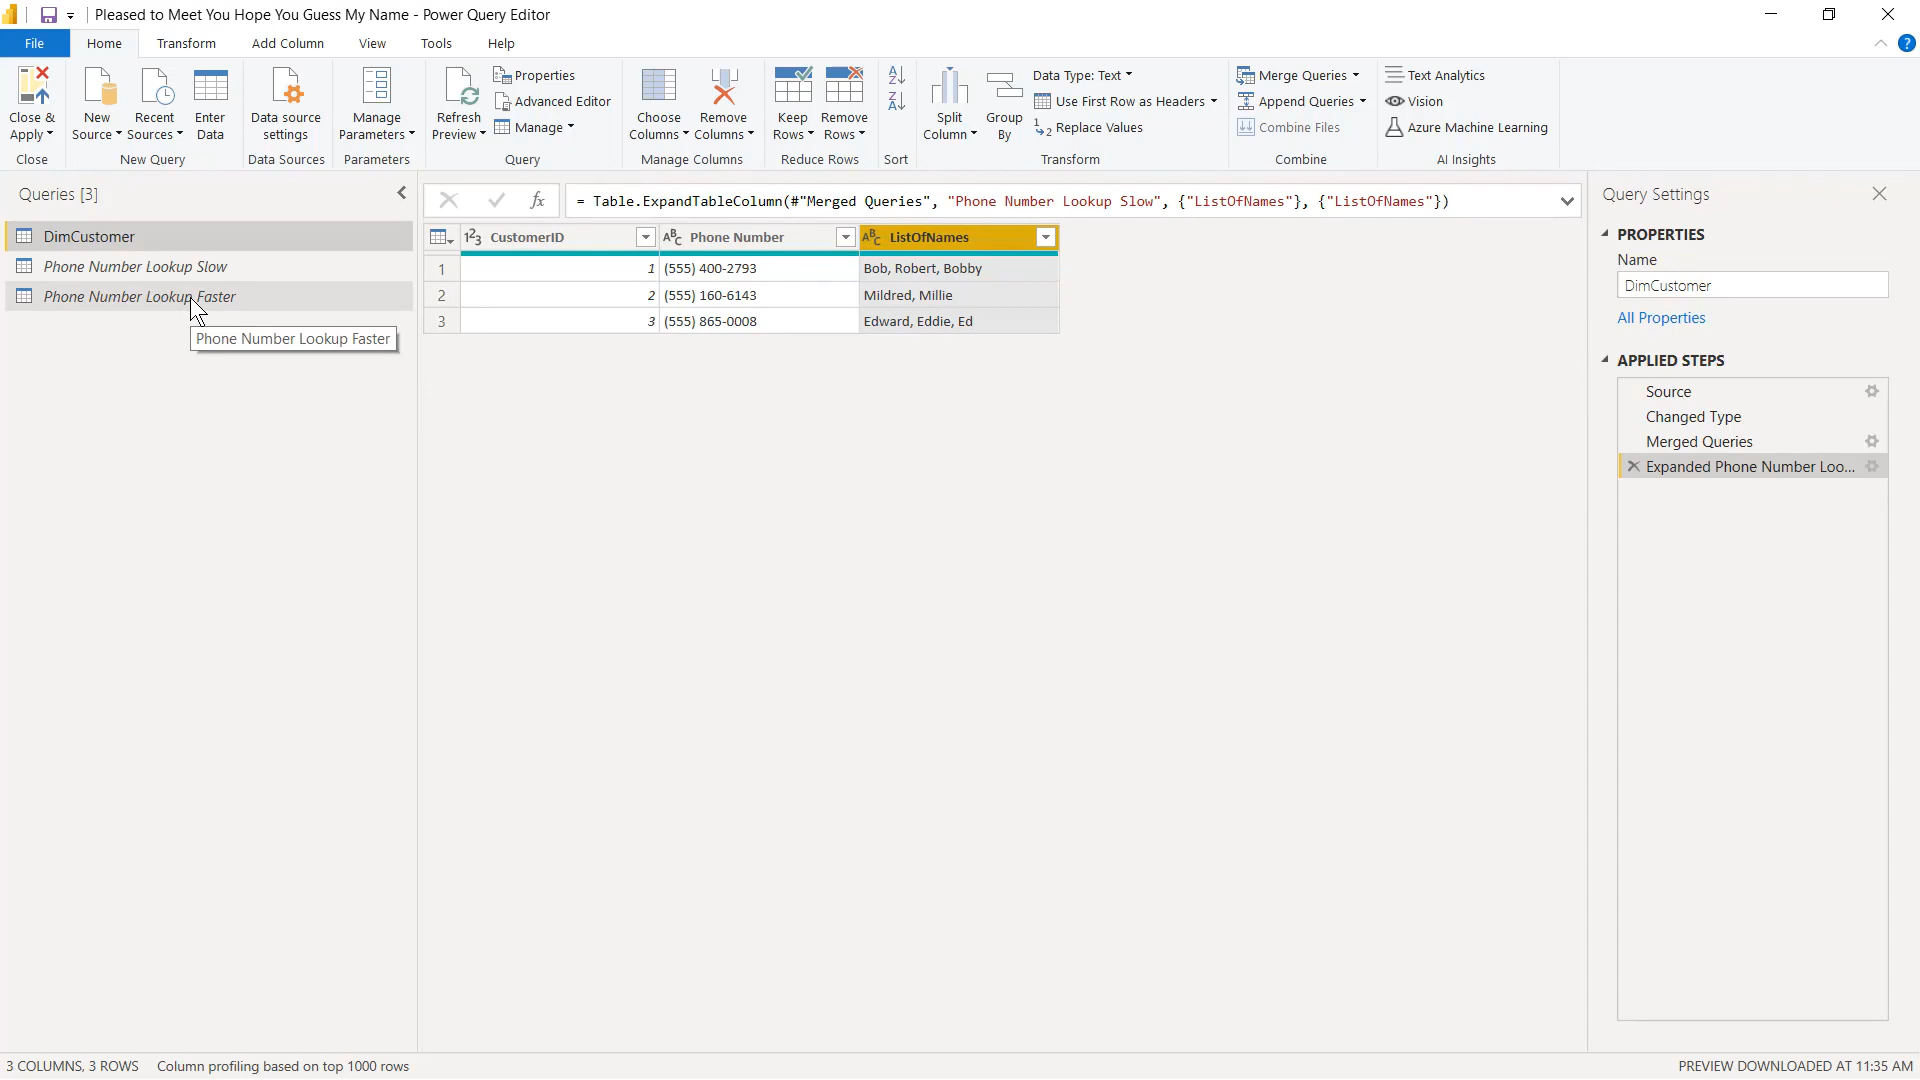 Pleased to Meet You Hope You Guess My Name - Power Query Editor
File Home Transform Add Column View Tools Help
Close & Apply
Close
New Source
Recent Sources
Enter Data
New Query
Data source settings
Data Sources
Manage Parameters
Parameters
Refresh Preview
Properties
Advanced Editor
Manage
Query
Choose Columns
Remove Columns
Manage Columns
Keep Rows
Remove Rows
Reduce Rows
Sort
Split Column
Group By
Data Type: Text
Use First Row as Headers
Replace Values
Transform
Merge Queries
Append Queries
Combine Files
Combine
Text Analytics
Vision
Azure Machine Learning
AI Insights
Queries [3]
DimCustomer
Phone Number Lookup Slow
Phone Number Lookup Faster
Phone Number Lookup Faster
= Table.ExpandTableColumn(#"Merged Queries", "Phone Number Lookup Slow", {"ListOfNames"}, {"ListOfNames"})
CustomerID Phone Number ListOfNames
1 1 (555) 400-2793 Bob, Robert, Bobby
2 2 (555) 160-6143 Mildred, Millie
3 3 (555) 865-0008 Edward, Eddie, Ed
Query Settings
PROPERTIES
Name
DimCustomer
All Properties
APPLIED STEPS
Source
Changed Type
Merged Queries
Expanded Phone Number Loo...
3 COLUMNS, 3 ROWS Column profiling based on top 1000 rows
PREVIEW DOWNLOADED AT 11:35 AM